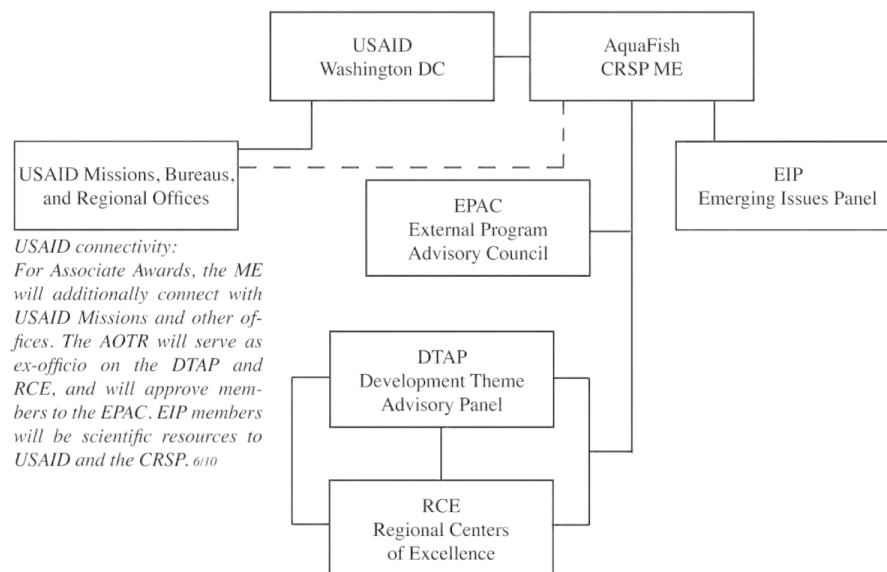 USAID
Washington DC
AquaFish
CRSP ME
USAID Missions, Bureaus,
and Regional Offices
EIP
Emerging Issues Panel
EPAC
External Program
Advisory Council
USAID connectivity:
For Associate Awards, the ME
will additionally connect with
USAID Missions and other of-
fices. The AOTR will serve as
ex-officio on the DTAP and
RCE, and will approve mem-
bers to the EPAC. EIP members
will be scientific resources to
USAID and the CRSP. 6/10
DTAP
Development Theme
Advisory Panel
RCE
Regional Centers
of Excellence